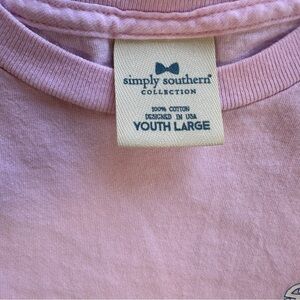 simply southern®
COLLECTION
100% COTTON
DESIGNED IN USA
YOUTH LARGE